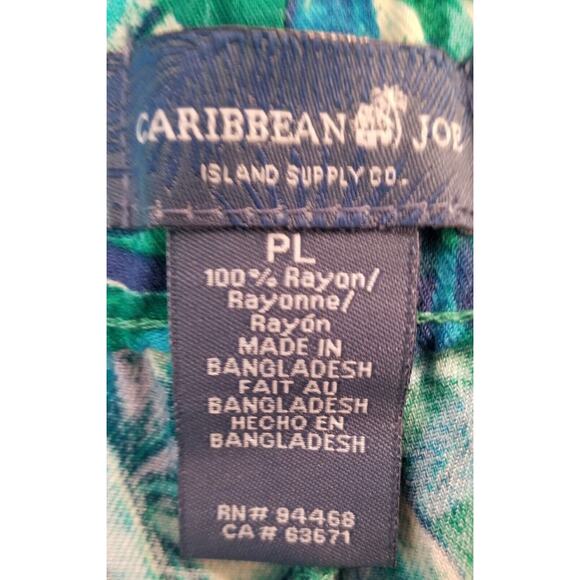 CARIBBEAN JOE
ISLAND SUPPLY CO.
PL
100% Rayon/
Rayonne/
Rayón
MADE IN
BANGLADESH
FAIT AU
BANGLADESH
HECHO EN
BANGLADESH
RN# 94468
CA# 63671